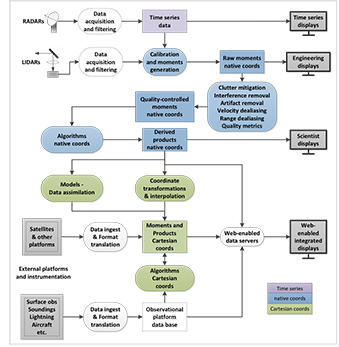 RADARs
Data
acquisition
and filtering
Time series
data
Time series
displays
LIDARs
Data
acquisition
and filtering
Calibration
and moments
generation
Raw moments
native coords
Engineering
displays
Clutter mitigation
Interference removal
Artifact removal
Velocity dealiasing
Range dealiasing
Quality metrics
Quality-controlled
moments
native coords
Algorithms
native coords
Derived
products
native coords
Scientist
displays
Models -
Data assimilation
Coordinate
transformations
& interpolation
Satellites
& other
platforms
Data ingest
& Format
translation
Moments and
Products
Cartesian
coords
Web-enabled
data servers
Web-
enabled
integrated
displays
External platforms
and instrumentation
Algorithms
Cartesian
coords
Time series
native coords
Cartesian coords
Surface obs
Soundings
Lightning
Aircraft
etc.
Data ingest
& Format
translation
Observational
platform
data base